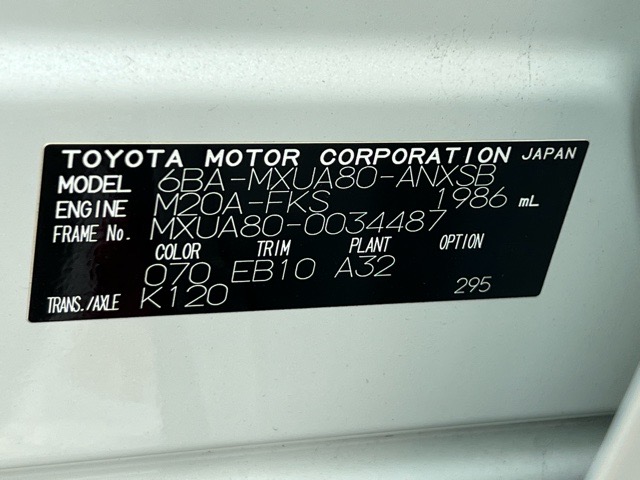 TOYOTA MOTOR CORPORATION JAPAN
MODEL 6BA-MXUA80-ANXSB
ENGINE M20A-FKS 1986 mL
FRAME No. MXUA80-0034487
COLOR TRIM PLANT OPTION
070 EB10 A32
TRANS./AXLE K120 295